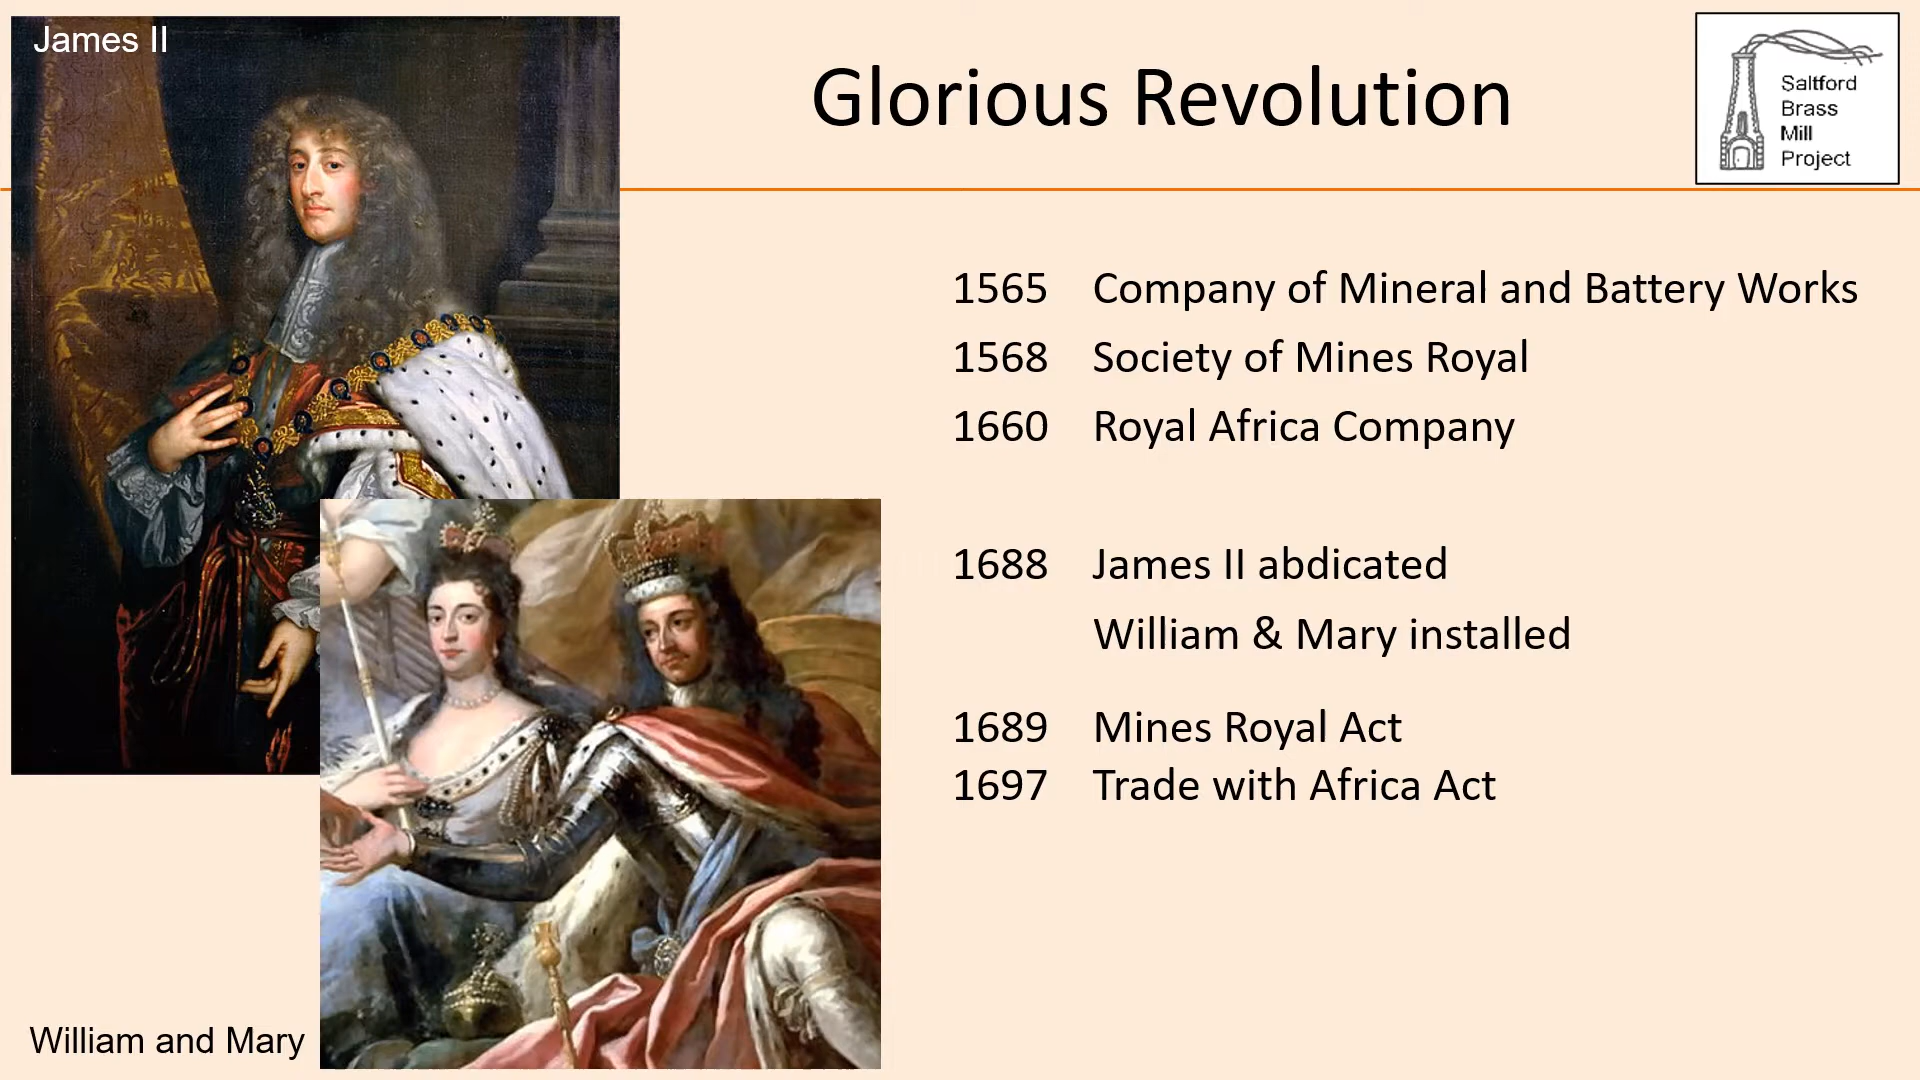 James II
Glorious Revolution
Saltford
Brass
Mill
Project
1565 Company of Mineral and Battery Works
1568 Society of Mines Royal
1660 Royal Africa Company
1688 James II abdicated
William & Mary installed
1689 Mines Royal Act
1697 Trade with Africa Act
William and Mary